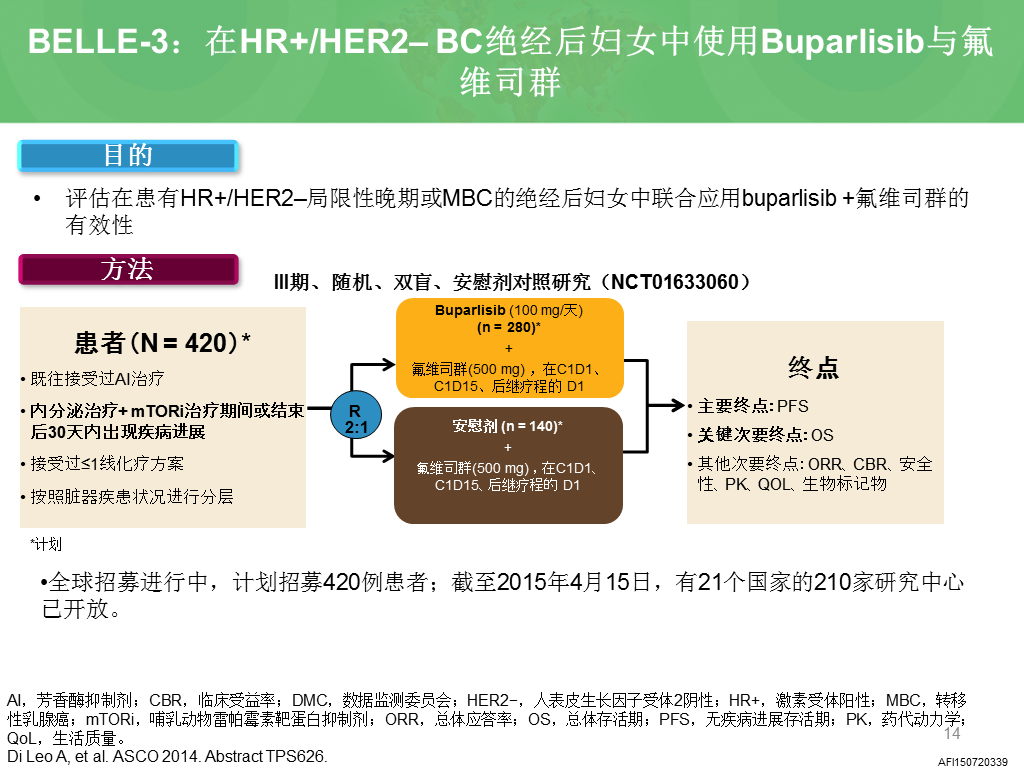 BELLE-3：在HR+/HER2– BC绝经后妇女中使用Buparlisib与氟
维司群
目的
• 评估在患有HR+/HER2–局限性晚期或MBC的绝经后妇女中联合应用buparlisib +氟维司群的
有效性
方法
III期、随机、双盲、安慰剂对照研究（NCT01633060）
患者（N = 420）*
• 既往接受过AI治疗
• 内分泌治疗+ mTORi治疗期间或结束
后30天内出现疾病进展
• 接受过≤1线化疗方案
• 按照脏器疾患状况进行分层
*计划
R
2:1
Buparlisib (100 mg/天)
(n = 280)*
+
氟维司群(500 mg) ，在C1D1、
C1D15、后继疗程的 D1
安慰剂 (n = 140)*
+
氟维司群(500 mg) ，在C1D1、
C1D15、后继疗程的 D1
终点
• 主要终点: PFS
• 关键次要终点: OS
• 其他次要终点: ORR、CBR、安全
性、PK、QOL、生物标记物
•全球招募进行中，计划招募420例患者；截至2015年4月15日，有21个国家的210家研究中心
已开放。
AI，芳香酶抑制剂；CBR，临床受益率；DMC，数据监测委员会；HER2−，人表皮生长因子受体2阴性；HR+，激素受体阳性；MBC，转移
性乳腺癌；mTORi，哺乳动物雷帕霉素靶蛋白抑制剂；ORR，总体应答率；OS，总体存活期；PFS，无疾病进展存活期；PK，药代动力学；
QoL，生活质量。
Di Leo A, et al. ASCO 2014. Abstract TPS626.
14
AFI150720339